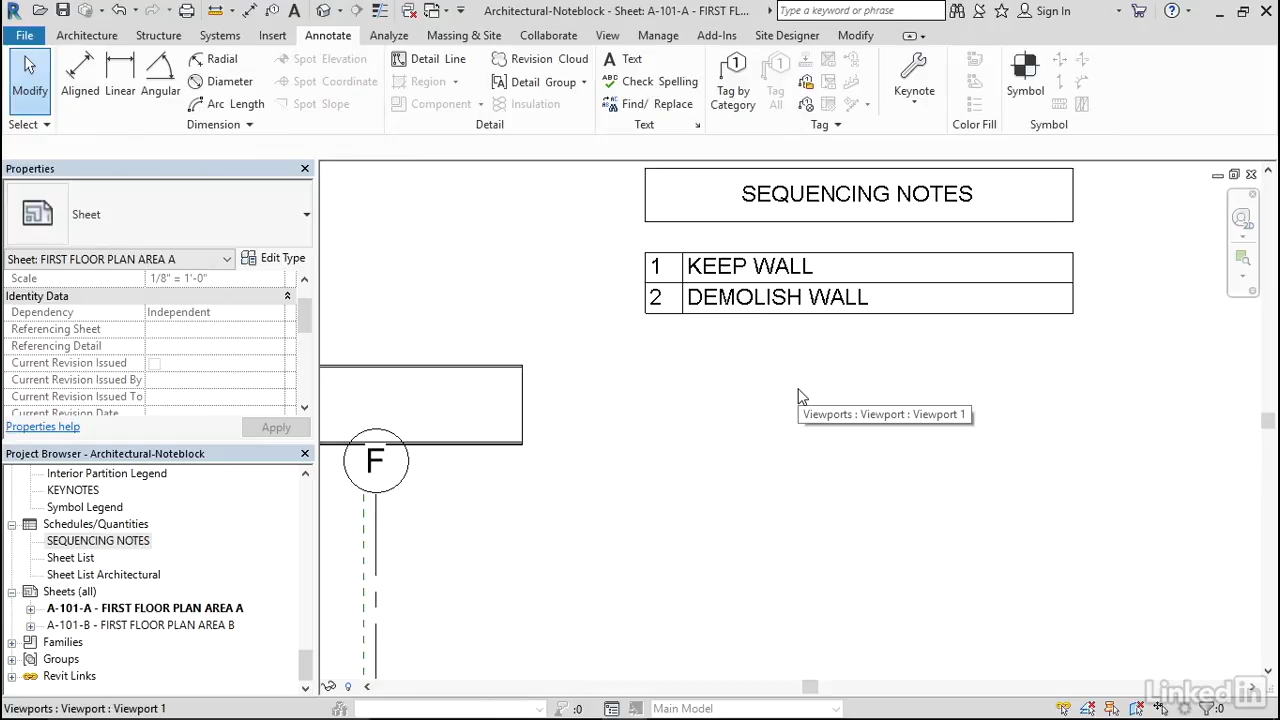 Architectural-Noteblock - Sheet: A-101-A - FIRST FL...
Type a keyword or phrase
Sign In
File Architecture Structure Systems Insert Annotate Analyze Massing & Site Collaborate View Manage Add-Ins Site Designer Modify
Modify
Select
Aligned
Linear
Angular
Radial
Diameter
Arc Length
Spot Elevation
Spot Coordinate
Spot Slope
Dimension
Detail Line
Region
Component
Revision Cloud
Detail Group
Insulation
Detail
Text
Check Spelling
Find/ Replace
Text
Tag by
Category
Tag
All
Tag
Keynote
Color Fill
Symbol
Symbol
Properties
Sheet
Sheet: FIRST FLOOR PLAN AREA A
Edit Type
Scale 1/8" = 1'-0"
Identity Data
Dependency Independent
Referencing Sheet
Referencing Detail
Current Revision Issued
Current Revision Issued By
Current Revision Issued To
Current Revision Date
Properties help
Apply
Project Browser - Architectural-Noteblock
Interior Partition Legend
KEYNOTES
Symbol Legend
Schedules/Quantities
SEQUENCING NOTES
Sheet List
Sheet List Architectural
Sheets (all)
A-101-A - FIRST FLOOR PLAN AREA A
A-101-B - FIRST FLOOR PLAN AREA B
Families
Groups
Revit Links
SEQUENCING NOTES
1 KEEP WALL
2 DEMOLISH WALL
Viewports : Viewport : Viewport 1
F
2D
Linked in
Viewports : Viewport : Viewport 1
:0
Main Model
:0